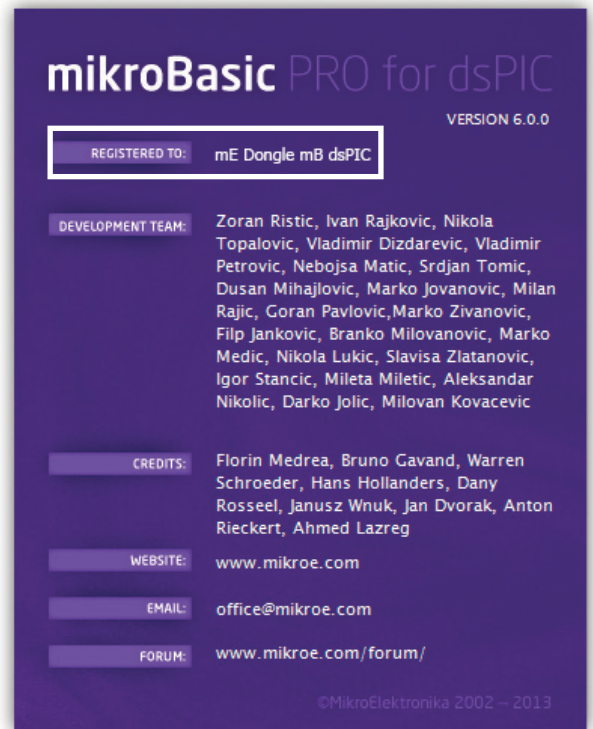 mikroBasic PRO for dsPIC
VERSION 6.0.0
REGISTERED TO: mE Dongle mB dsPIC
DEVELOPMENT TEAM: Zoran Ristic, Ivan Rajkovic, Nikola
Topalovic, Vladimir Dizdarevic, Vladimir
Petrovic, Nebojsa Matic, Srdjan Tomic,
Dusan Mihajlovic, Marko Jovanovic, Milan
Rajic, Goran Pavlovic,Marko Zivanovic,
Filp Jankovic, Branko Milovanovic, Marko
Medic, Nikola Lukic, Slavisa Zlatanovic,
Igor Stancic, Mileta Miletic, Aleksandar
Nikolic, Darko Jolic, Milovan Kovacevic
CREDITS: Florin Medrea, Bruno Gavand, Warren
Schroeder, Hans Hollanders, Dany
Rosseel, Janusz Wnuk, Jan Dvorak, Anton
Rieckert, Ahmed Lazreg
WEBSITE: www.mikroe.com
EMAIL: office@mikroe.com
FORUM: www.mikroe.com/forum/
©MikroElektronika 2002 – 2013